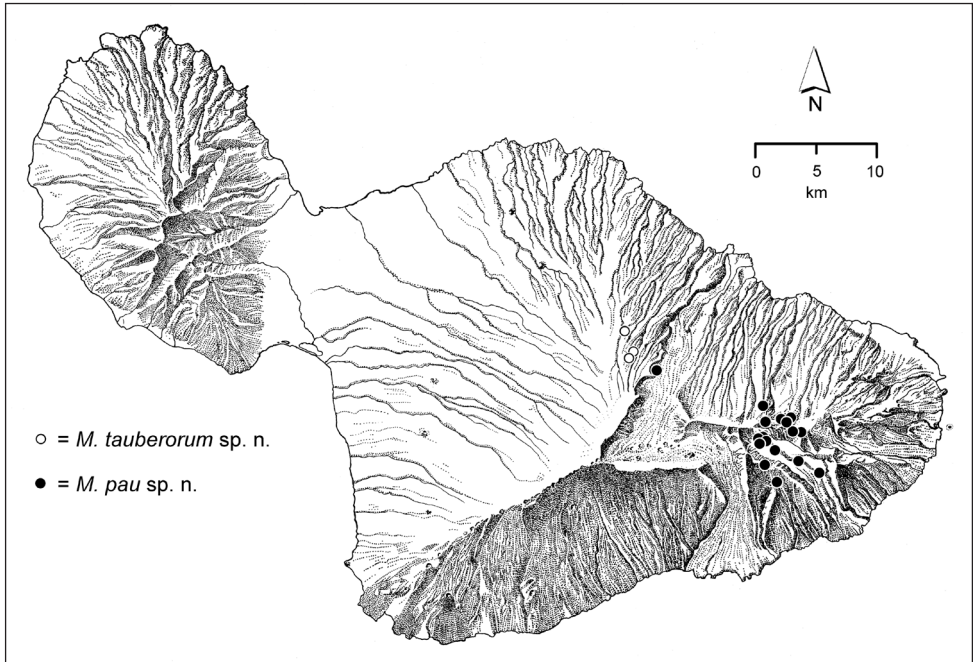 N
0 5 10
km
= M. tauberorum sp. n.
= M. pau sp. n.